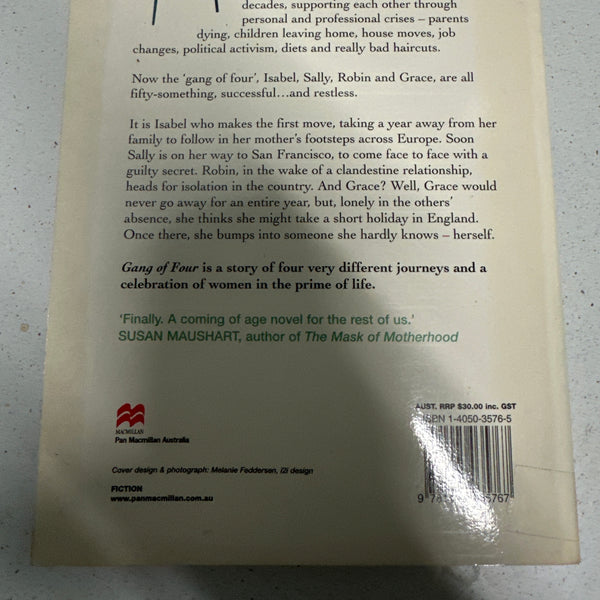 decades, supporting each other through
personal and professional crises – parents
dying, children leaving home, house moves, job
changes, political activism, diets and really bad haircuts.
Now the 'gang of four', Isabel, Sally, Robin and Grace, are all
fifty-something, successful…and restless.
It is Isabel who makes the first move, taking a year away from her
family to follow in her mother's footsteps across Europe. Soon
Sally is on her way to San Francisco, to come face to face with a
guilty secret. Robin, in the wake of a clandestine relationship,
heads for isolation in the country. And Grace? Well, Grace would
never go away for an entire year, but, lonely in the others'
absence, she thinks she might take a short holiday in England.
Once there, she bumps into someone she hardly knows – herself.
Gang of Four is a story of four very different journeys and a
celebration of women in the prime of life.
'Finally. A coming of age novel for the rest of us.'
SUSAN MAUSHART, author of The Mask of Motherhood
MACMILLAN
Pan Macmillan Australia
AUST. RRP $30.00 inc. GST
ISBN 1-4050-3576-5
Cover design & photograph: Melanie Feddersen, i2i design
FICTION
www.panmacmillan.com.au